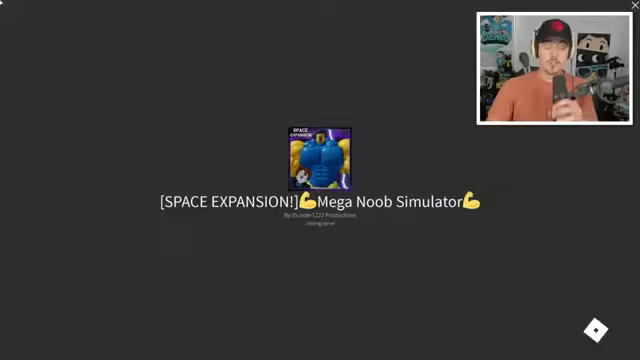 SPACE
EXPANSION
[SPACE EXPANSION!]💪Mega Noob Simulator💪
By thunder1222 Productions
Joining server